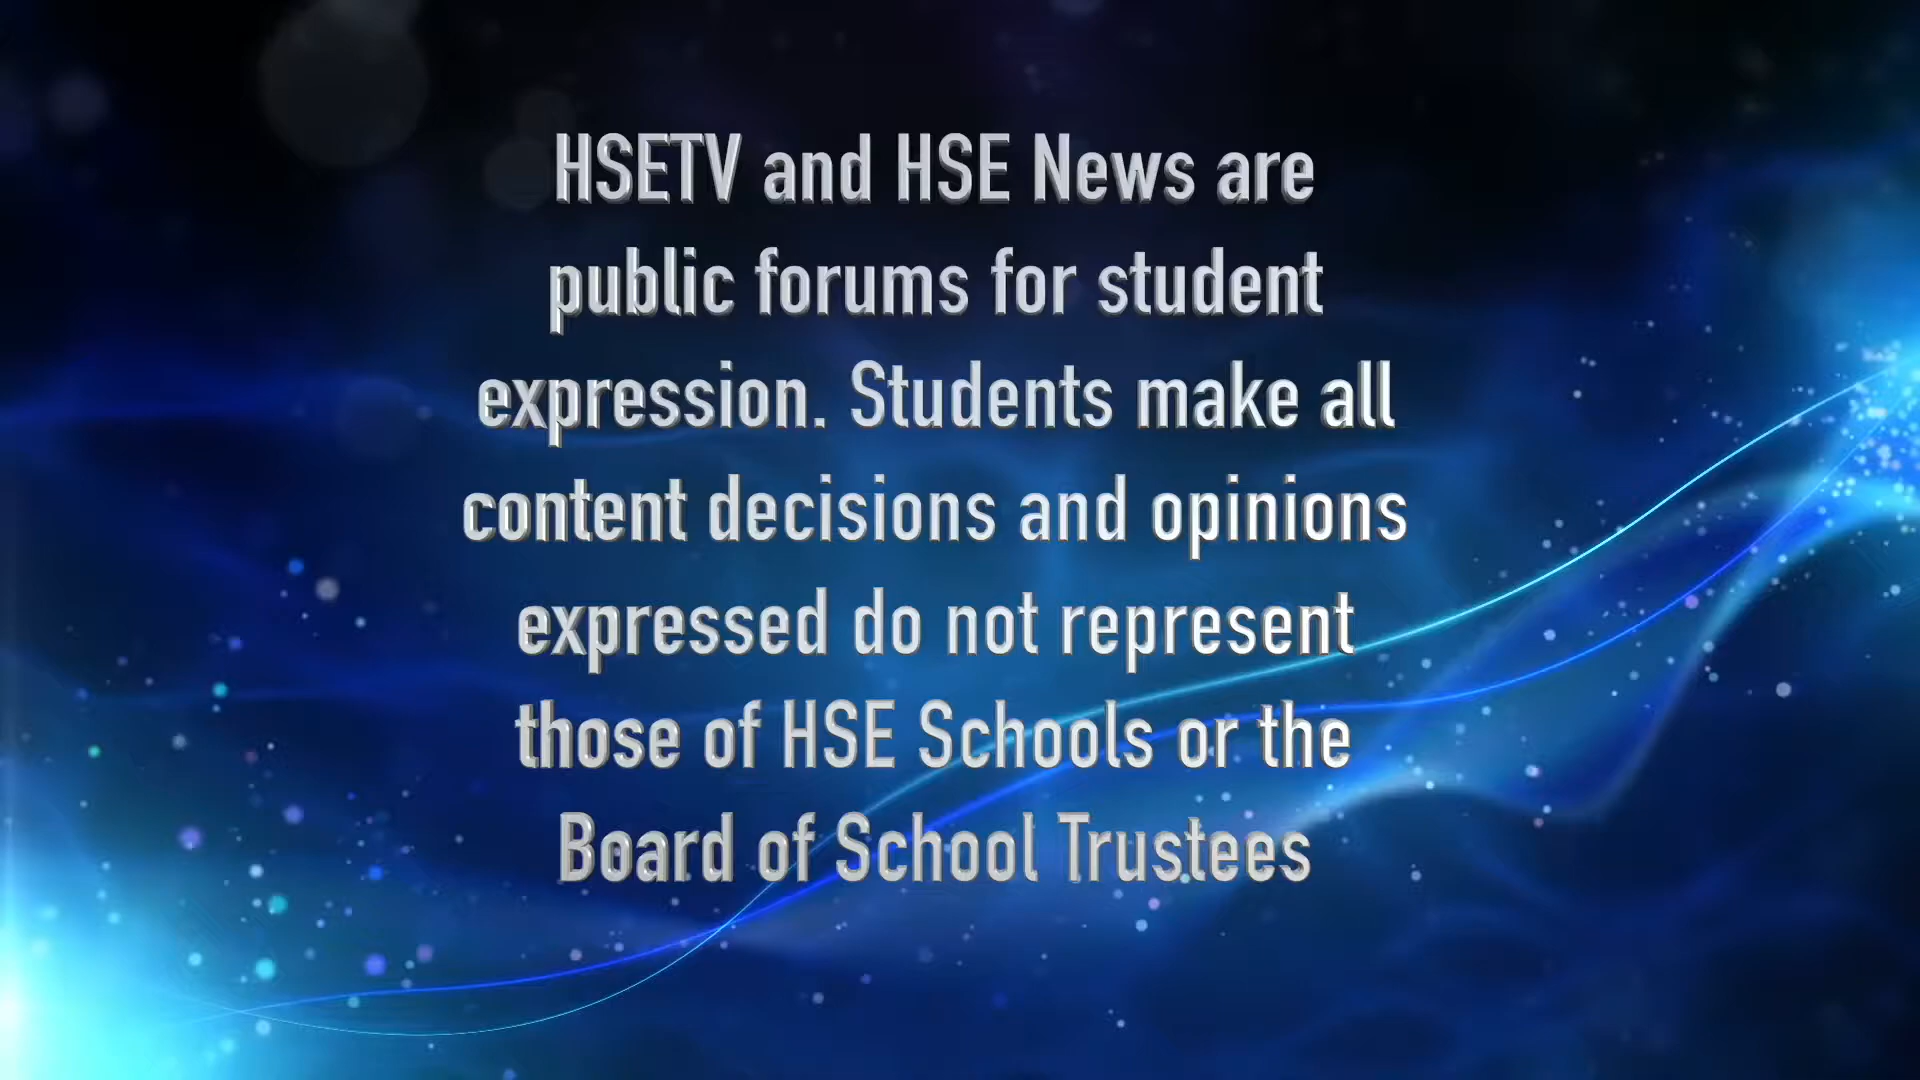 HSETV and HSE News are
public forums for student
expression. Students make all
content decisions and opinions
expressed do not represent
those of HSE Schools or the
Board of School Trustees